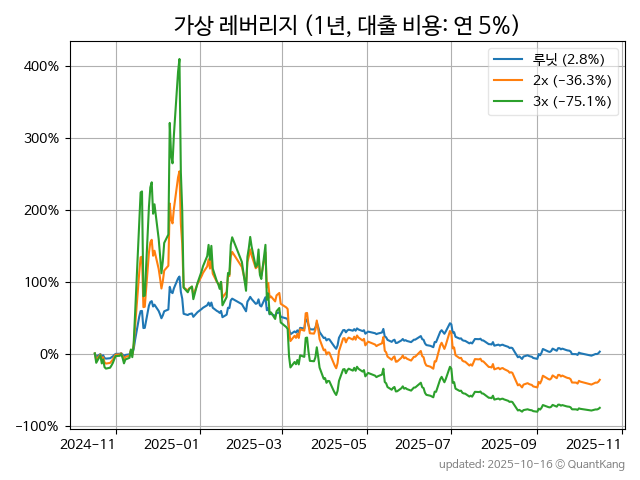 가상 레버리지 (1년, 대출 비용: 연 5%)
루닛 (2.8%)
2x (−36.3%)
3x (−75.1%)
400%
300%
200%
100%
0%
−100%
2024-11
2025-01
2025-03
2025-05
2025-07
2025-09
2025-11
updated: 2025-10-16 © QuantKang